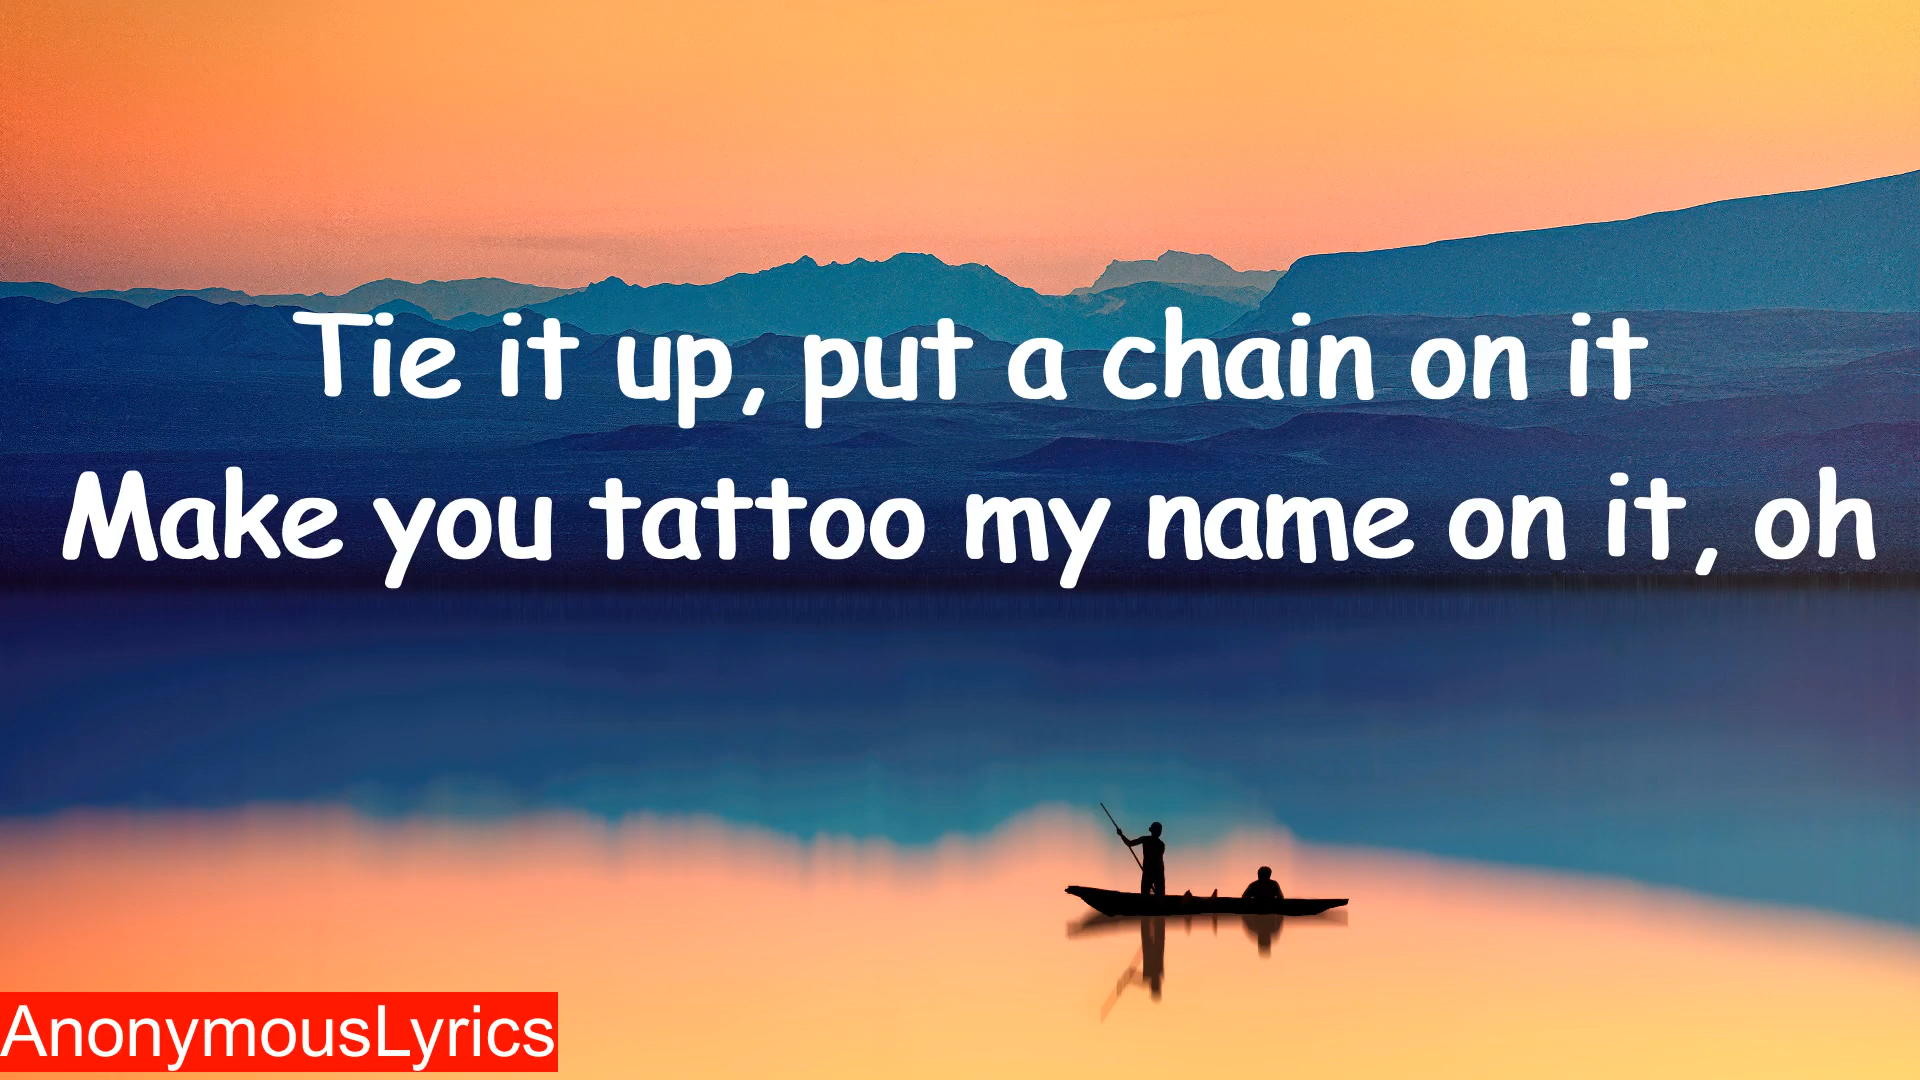 Tie it up, put a chain on it
Make you tattoo my name on it, oh
AnonymousLyrics